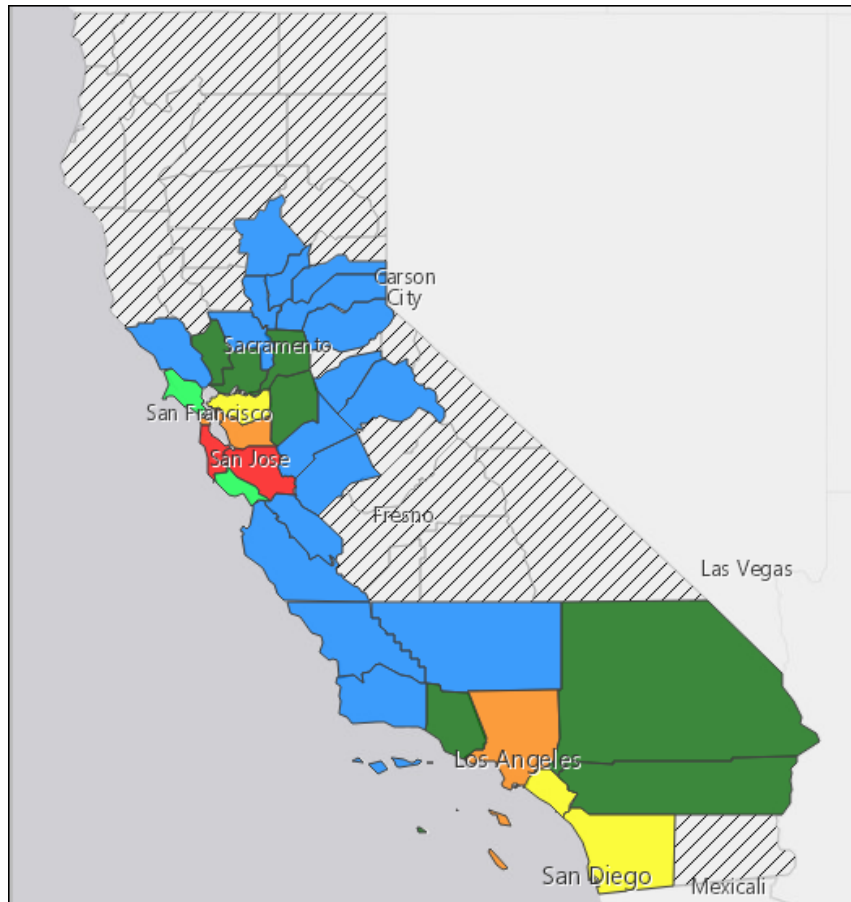 Carson
City
Sacramento
San Francisco
San Jose
Fresno
Las Vegas
Los Angeles
San Diego
Mexicali